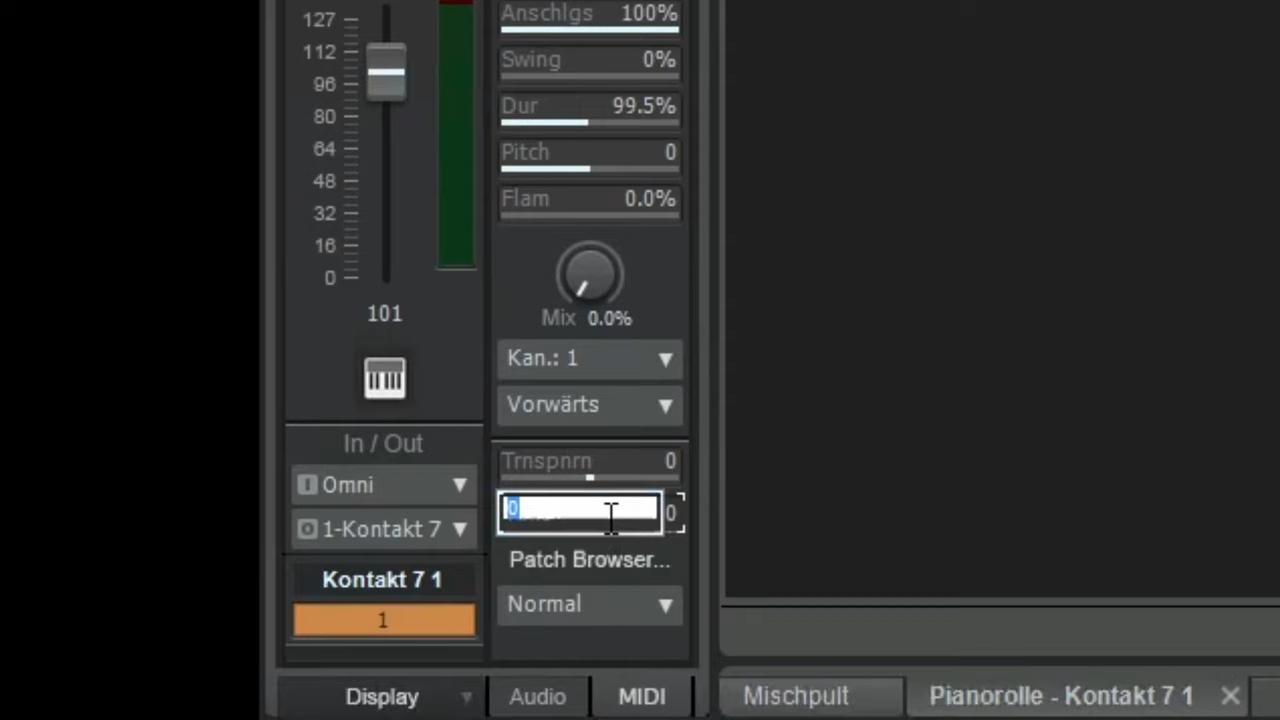 127
112
96
80
64
48
32
16
0
101
In / Out
Omni
1-Kontakt 7
Kontakt 7 1
1
Display
Anschlgs 100%
Swing 0%
Dur 99.5%
Pitch 0
Flam 0.0%
Mix 0.0%
Kan.: 1
Vorwärts
Trnspnrn 0
0 0
Patch Browser...
Normal
Audio MIDI
Mischpult Pianorolle - Kontakt 7 1